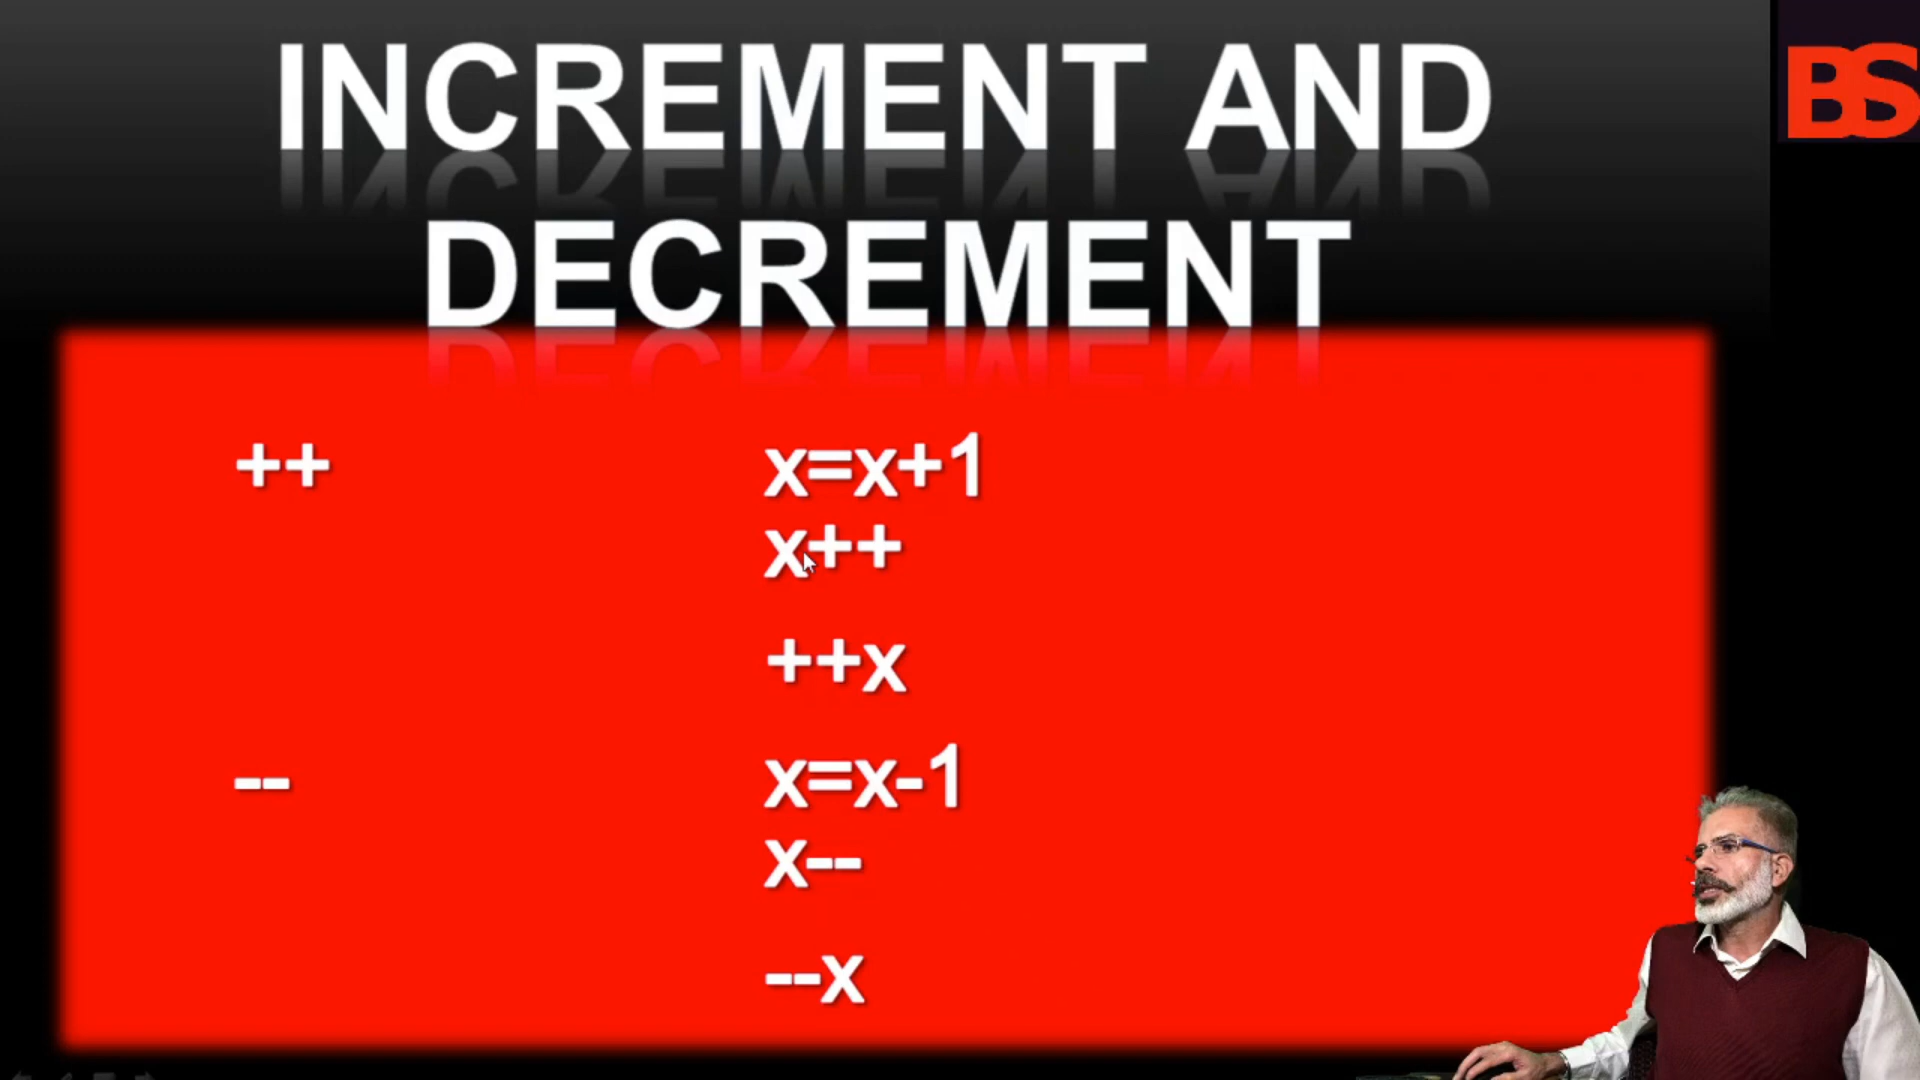 INCREMENT AND
DECREMENT
BS
++ x=x+1
x++
++x
-- x=x-1
x--
--x